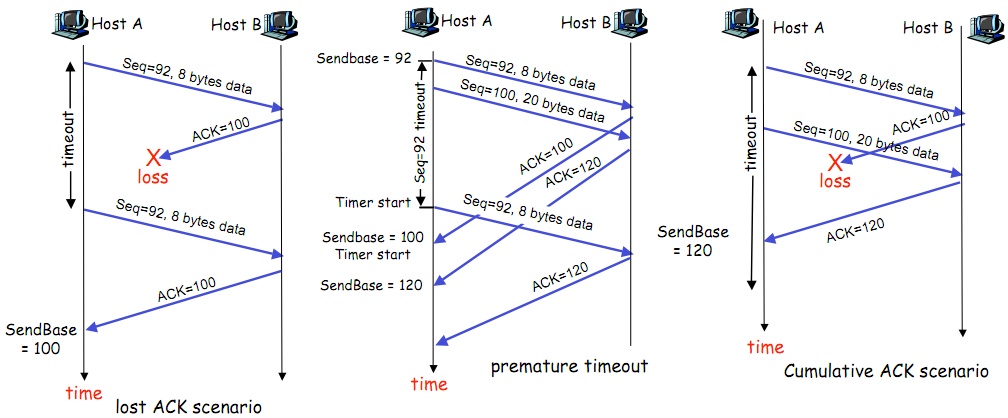 Host A
Host B
Seq=92, 8 bytes data
timeout
ACK=100
X
loss
Seq=92, 8 bytes data
ACK=100
SendBase
= 100
time
lost ACK scenario
Host A
Host B
Sendbase = 92
Seq=92, 8 bytes data
Seq=100, 20 bytes data
Seq=92 timeout
ACK=100
ACK=120
Timer start
Seq=92, 8 bytes data
Sendbase = 100
Timer start
SendBase = 120
ACK=120
premature timeout
time
Host A
Host B
Seq=92, 8 bytes data
timeout
ACK=100
Seq=100, 20 bytes data
X
loss
SendBase
= 120
ACK=120
time
Cumulative ACK scenario